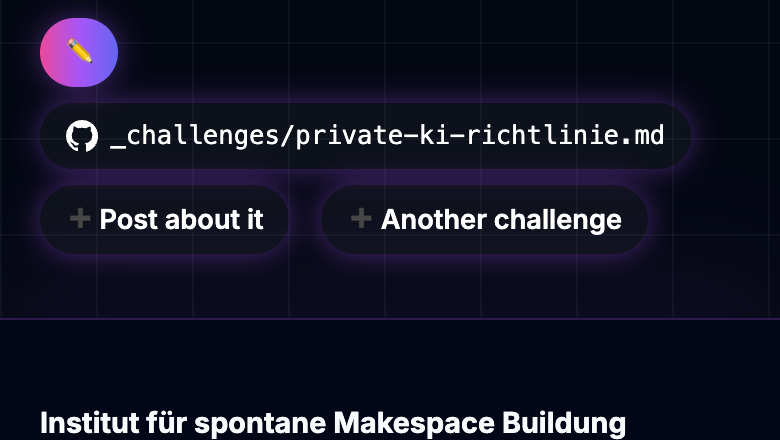 _challenges/private-ki-richtlinie.md
Post about it
Another challenge
Institut für spontane Makespace Buildung